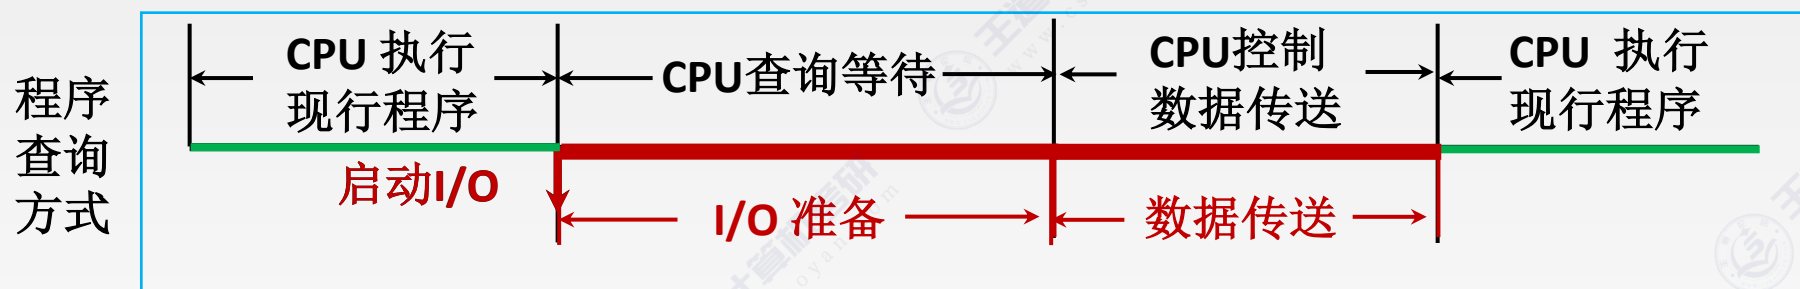 程序
查询
方式
CPU 执行
现行程序
CPU查询等待
CPU控制
数据传送
CPU 执行
现行程序
启动I/O
I/O 准备
数据传送